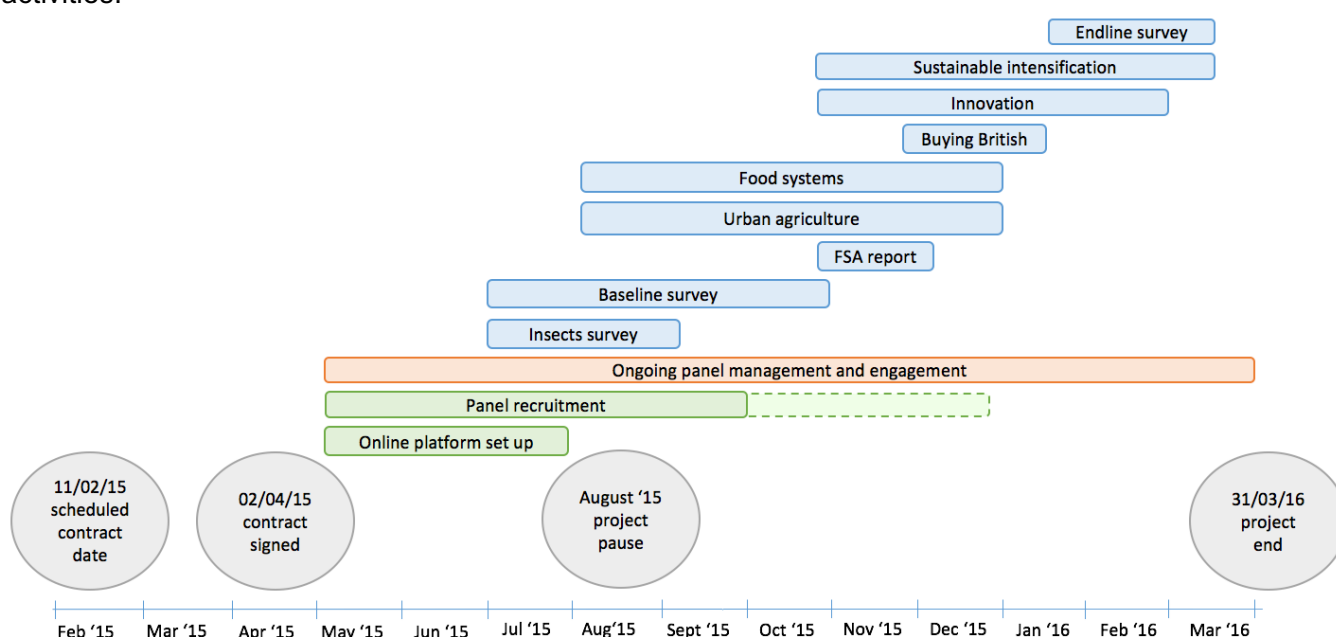 activities.
Endline survey
Sustainable intensification
Innovation
Buying British
Food systems
Urban agriculture
FSA report
Baseline survey
Insects survey
Ongoing panel management and engagement
Panel recruitment
Online platform set up
11/02/15
scheduled
contract
date
02/04/15
contract
signed
August ‘15
project
pause
31/03/16
project
end
Feb ‘15
Mar ‘15
Apr ‘15
May ‘15
Jun ‘15
Jul ‘15
Aug'15
Sept ‘15
Oct ‘15
Nov ‘15
Dec ‘15
Jan ‘16
Feb ‘16
Mar ‘16